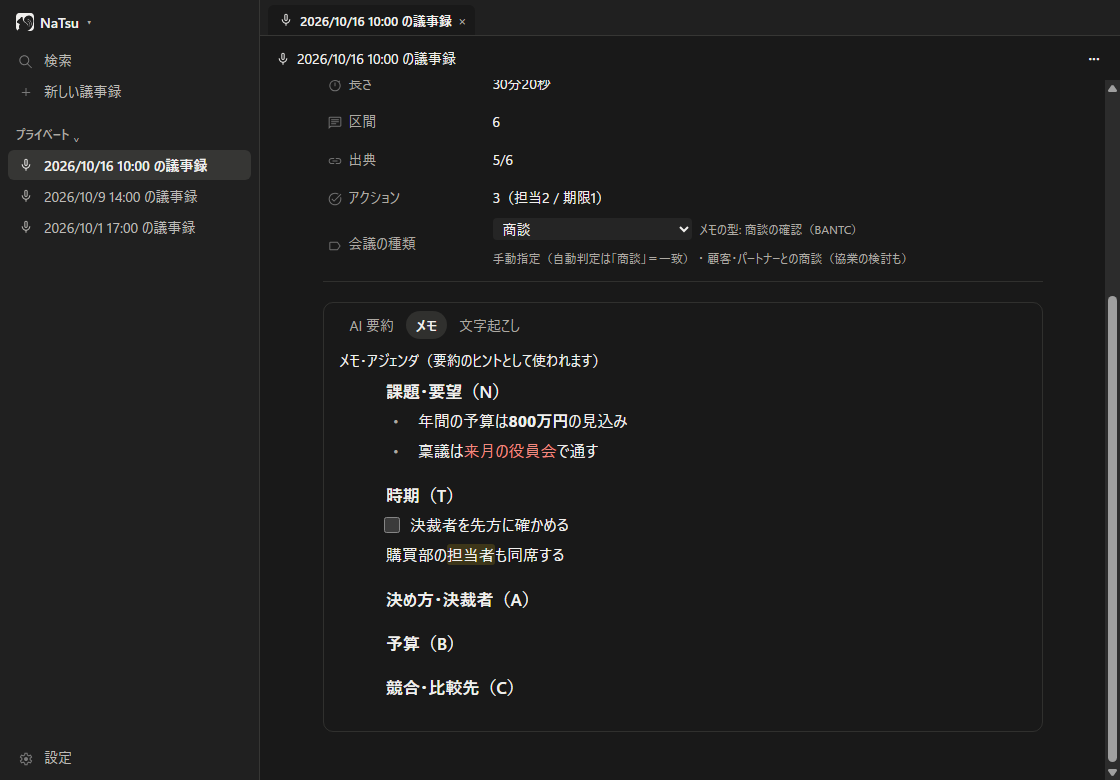 NaTsu
検索
新しい議事録
プライベート
2026/10/16 10:00 の議事録
2026/10/9 14:00 の議事録
2026/10/1 17:00 の議事録
設定
2026/10/16 10:00 の議事録 ×
2026/10/16 10:00 の議事録
長さ 30分20秒
区間 6
出典 5/6
アクション 3（担当2 / 期限1）
会議の種類 商談 メモの型: 商談の確認（BANTC）
手動指定（自動判定は「商談」＝一致）・顧客・パートナーとの商談（協業の検討も）
AI 要約 メモ 文字起こし
メモ・アジェンダ（要約のヒントとして使われます）
課題・要望（N）
• 年間の予算は800万円の見込み
• 稟議は来月の役員会で通す
時期（T）
決裁者を先方に確かめる
購買部の担当者も同席する
決め方・決裁者（A）
予算（B）
競合・比較先（C）